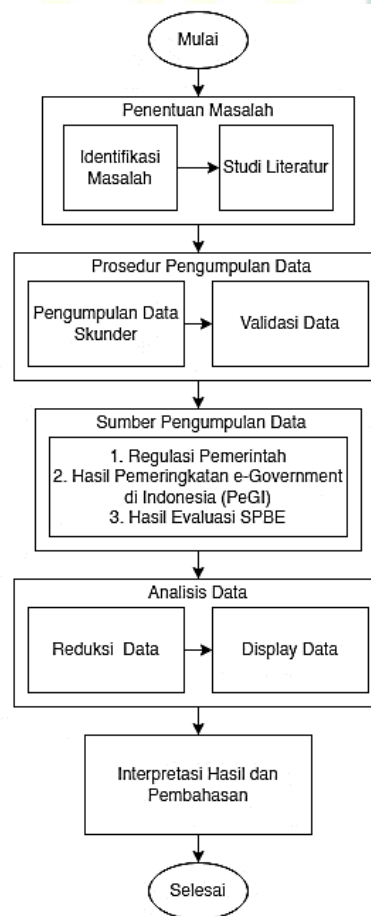 Mulai
Penentuan Masalah
Identifikasi
Masalah
Studi Literatur
Prosedur Pengumpulan Data
Pengumpulan Data
Skunder
Validasi Data
Sumber Pengumpulan Data
1. Regulasi Pemerintah
2. Hasil Pemeringkatan e-Government
di Indonesia (PeGI)
3. Hasil Evaluasi SPBE
Analisis Data
Reduksi Data
Display Data
Interpretasi Hasil dan
Pembahasan
Selesai